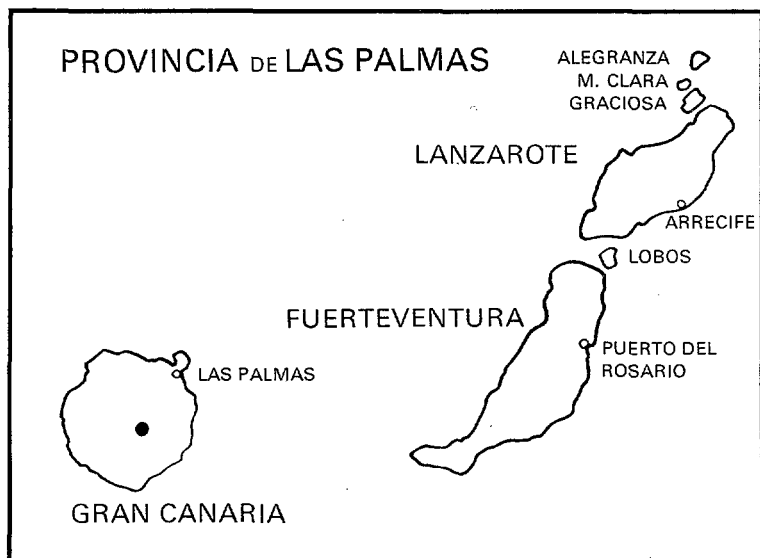 PROVINCIA DE LAS PALMAS
ALEGRANZA
M. CLARA
GRACIOSA
LANZAROTE
ARRECIFE
LOBOS
FUERTEVENTURA
PUERTO DEL
ROSARIO
LAS PALMAS
GRAN CANARIA